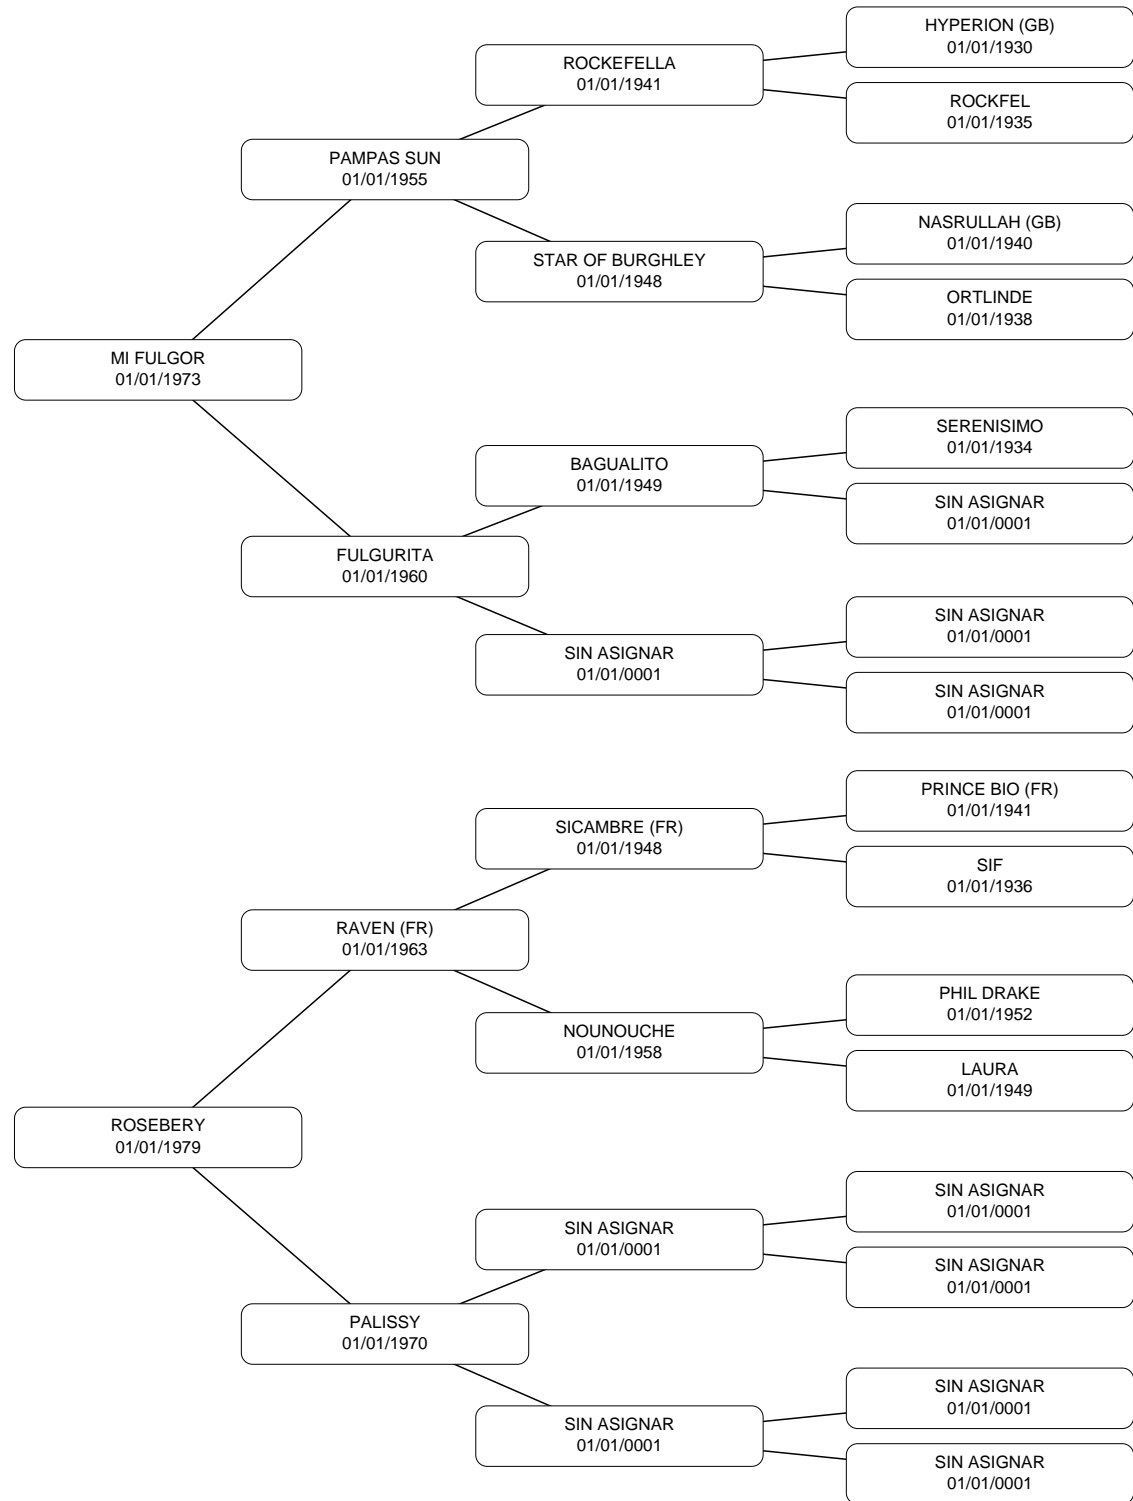 HYPERION (GB)
01/01/1930
ROCKEFELLA
01/01/1941
ROCKFEL
01/01/1935
PAMPAS SUN
01/01/1955
NASRULLAH (GB)
01/01/1940
STAR OF BURGHLEY
01/01/1948
ORTLINDE
01/01/1938
MI FULGOR
01/01/1973
SERENISIMO
01/01/1934
BAGUALITO
01/01/1949
SIN ASIGNAR
01/01/0001
FULGURITA
01/01/1960
SIN ASIGNAR
01/01/0001
SIN ASIGNAR
01/01/0001
SIN ASIGNAR
01/01/0001
PRINCE BIO (FR)
01/01/1941
SICAMBRE (FR)
01/01/1948
SIF
01/01/1936
RAVEN (FR)
01/01/1963
PHIL DRAKE
01/01/1952
NOUNOUCHE
01/01/1958
LAURA
01/01/1949
ROSEBERY
01/01/1979
SIN ASIGNAR
01/01/0001
SIN ASIGNAR
01/01/0001
SIN ASIGNAR
01/01/0001
PALISSY
01/01/1970
SIN ASIGNAR
01/01/0001
SIN ASIGNAR
01/01/0001
SIN ASIGNAR
01/01/0001